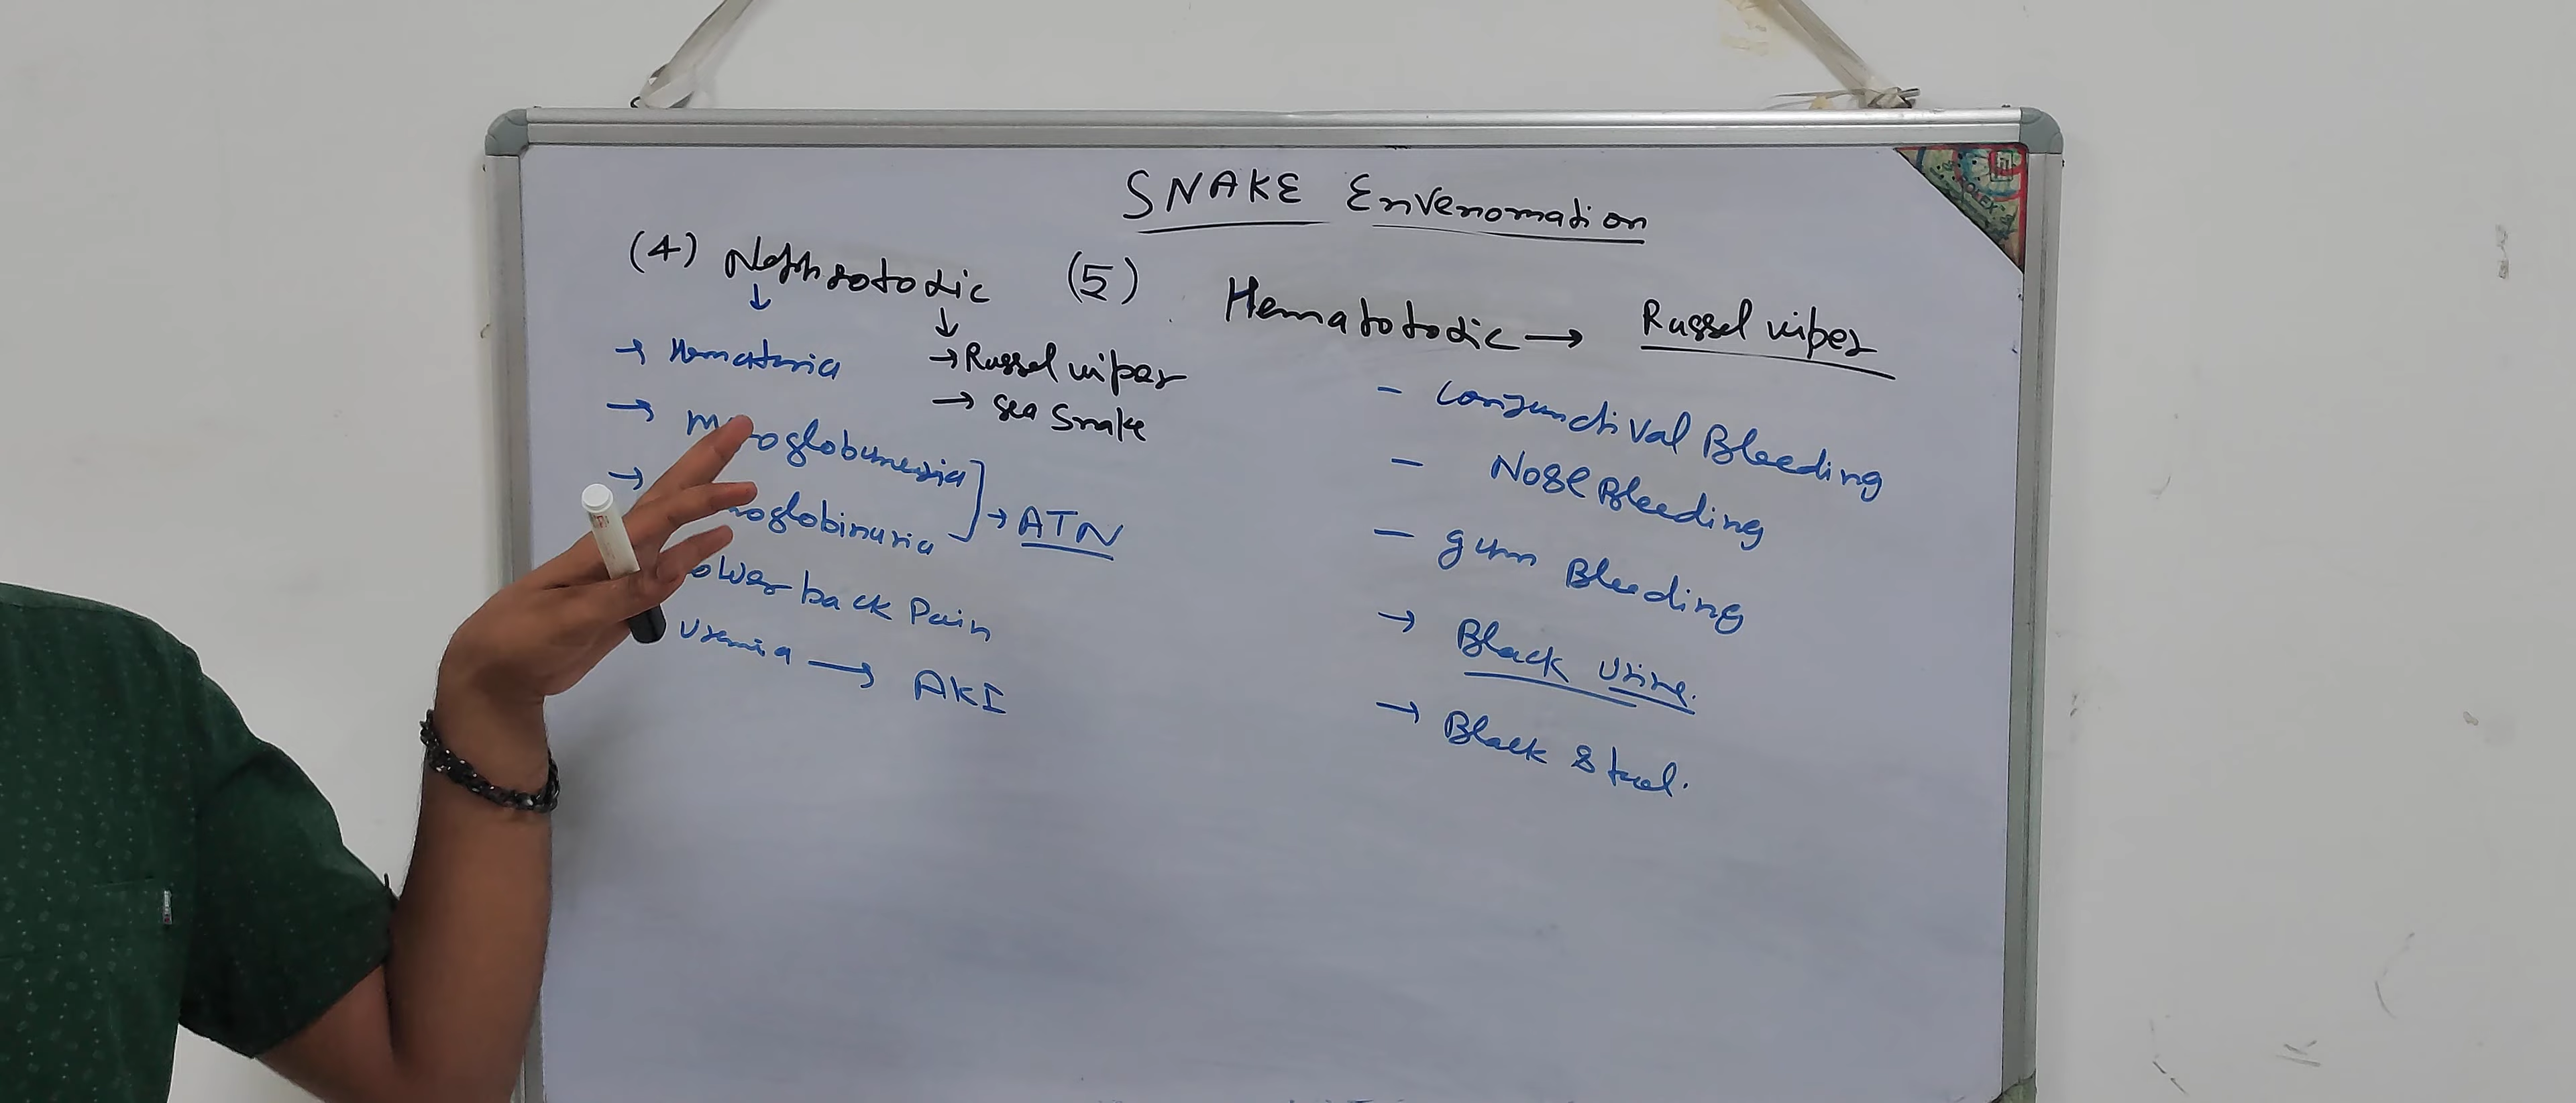 SNAKE Envenomation
(4) Nephrotoxic
→ Hematuria
→ Myoglobinuria
→ moglobinuria
] → ATN
lower back Pain
Uremia → AKI
↓
→ Russel viper
→ Sea Snake
(5) Hematotoxic → Russel viper
- Conjunctival Bleeding
- Nose Bleeding
- gum Bleeding
→ Black Urine.
→ Black Stool.